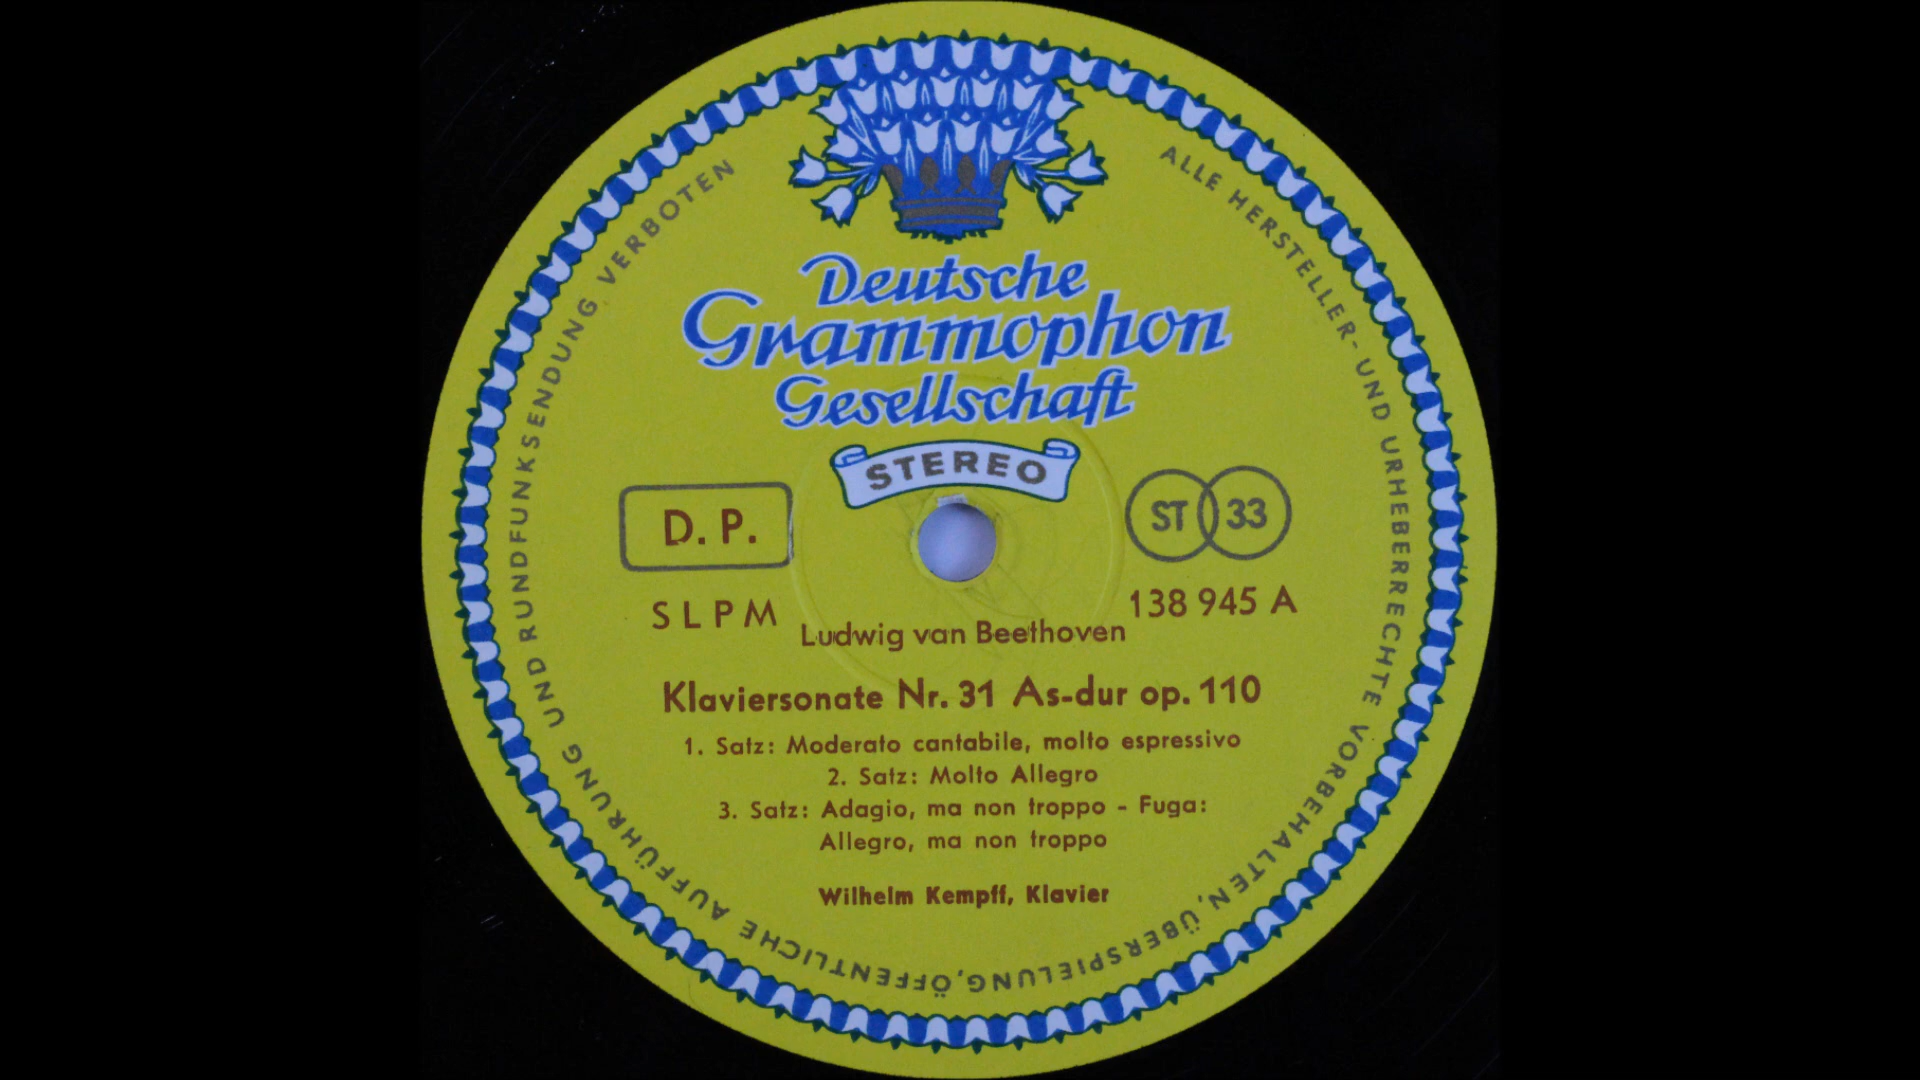 Deutsche
Grammophon
Gesellschaft
STEREO
D. P.
ST 33
SLPM
138 945 A
Ludwig van Beethoven
Klaviersonate Nr. 31 As-dur op. 110
1. Satz: Moderato cantabile, molto espressivo
2. Satz: Molto Allegro
3. Satz: Adagio, ma non troppo - Fuga:
Allegro, ma non troppo
Wilhelm Kempff, Klavier
ALLE HERSTELLER- UND URHEBERRECHTE VORBEHALTEN, ÜBERSPIELUNG, ÖFFENTLICHE AUFFÜHRUNG UND RUNDFUNKSENDUNG VERBOTEN